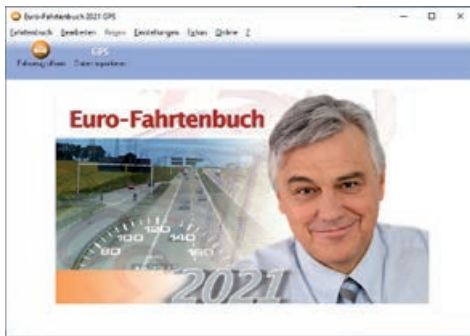 Euro-Fahrtenbuch 2021 GPS
Fahrtenbuch Bearbeiten Zeigen Einstellungen Extras Online ?
GPS
Fahrzeug öffnen Daten importieren
Euro-Fahrtenbuch
80 100 120 140 160
2021